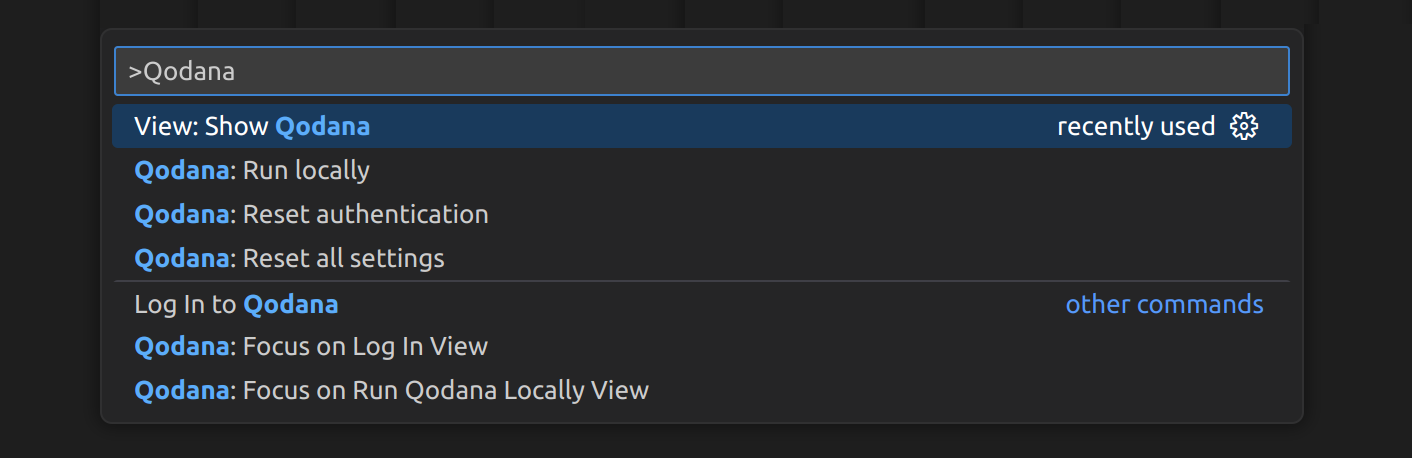 >Qodana
View: Show Qodana recently used
Qodana: Run locally
Qodana: Reset authentication
Qodana: Reset all settings
Log In to Qodana other commands
Qodana: Focus on Log In View
Qodana: Focus on Run Qodana Locally View